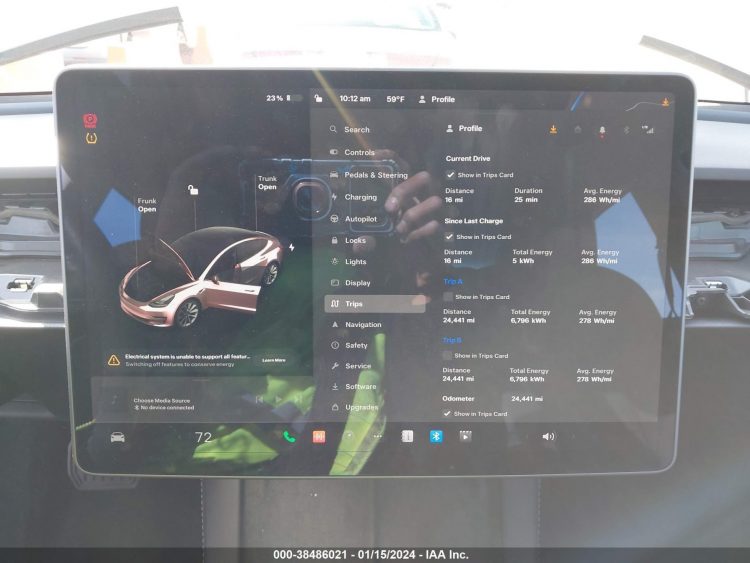 23 %
10:12 am
59°F
Profile
Search
Controls
Pedals & Steering
Charging
Autopilot
Locks
Lights
Display
Trips
Navigation
Safety
Service
Software
Upgrades
Frunk
Open
Trunk
Open
Electrical system is unable to support all featur...
Switching off features to conserve energy
Learn More
Choose Media Source
No device connected
Profile
LTE
Current Drive
Show in Trips Card
Distance Duration Avg. Energy
16 mi 25 min 286 Wh/mi
Since Last Charge
Show in Trips Card
Distance Total Energy Avg. Energy
16 mi 5 kWh 286 Wh/mi
Trip A
Show in Trips Card
Distance Total Energy Avg. Energy
24,441 mi 6,796 kWh 278 Wh/mi
Trip B
Show in Trips Card
Distance Total Energy Avg. Energy
24,441 mi 6,796 kWh 278 Wh/mi
Odometer 24,441 mi
Show in Trips Card
72
000-38486021 - 01/15/2024 - IAA Inc.